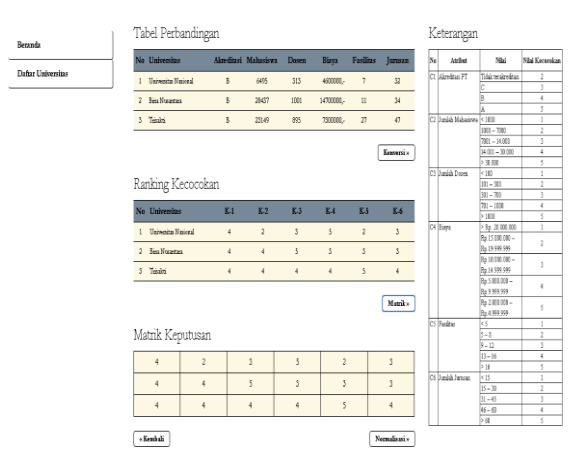 Beranda
Daftar Universitas
Tabel Perbandingan
No Universitas Akreditasi Mahasiswa Dosen Biaya Fasilitas Jurusan
1 Universitas Nasional B 6495 313 4600000,- 7 32
2 Bina Nusantara B 20437 1001 14700000,- 11 34
3 Trisakti B 23149 895 7300000,- 27 47
Konversi »
Ranking Kecocokan
No Universitas K-1 K-2 K-3 K-4 K-5 K-6
1 Universitas Nasional 4 2 3 5 2 3
2 Bina Nusantara 4 4 5 3 3 3
3 Trisakti 4 4 4 4 5 4
Matrik »
Matrik Keputusan
4 2 3 5 2 3
4 4 5 3 3 3
4 4 4 4 5 4
« Kembali
Normalisasi »
Keterangan
No Atribut Nilai Nilai Kecocokan
C1 Akreditasi PT Tidak terakreditasi 2
C 3
B 4
A 5
C2 Jumlah Mahasiswa < 1000 1
1001 – 7000 2
7001 – 14.000 3
14.001 – 30.000 4
> 30.000 5
C3 Jumlah Dosen < 100 1
101 – 300 2
301 – 700 3
701 – 1000 4
> 1000 5
C4 Biaya > Rp. 20.000.000 1
Rp.15.000.000 –
Rp.19.999.999 2
Rp.10.000.000 –
Rp.14.999.999 3
Rp.5.000.000 –
Rp.9.999.999 4
Rp.2.000.000 –
Rp.4.999.999 5
C5 Fasilitas < 5 1
5 – 8 2
9 – 12 3
13 – 16 4
> 16 5
C6 Jumlah Jurusan < 15 1
15 – 30 2
31 – 45 3
46 – 60 4
> 60 5